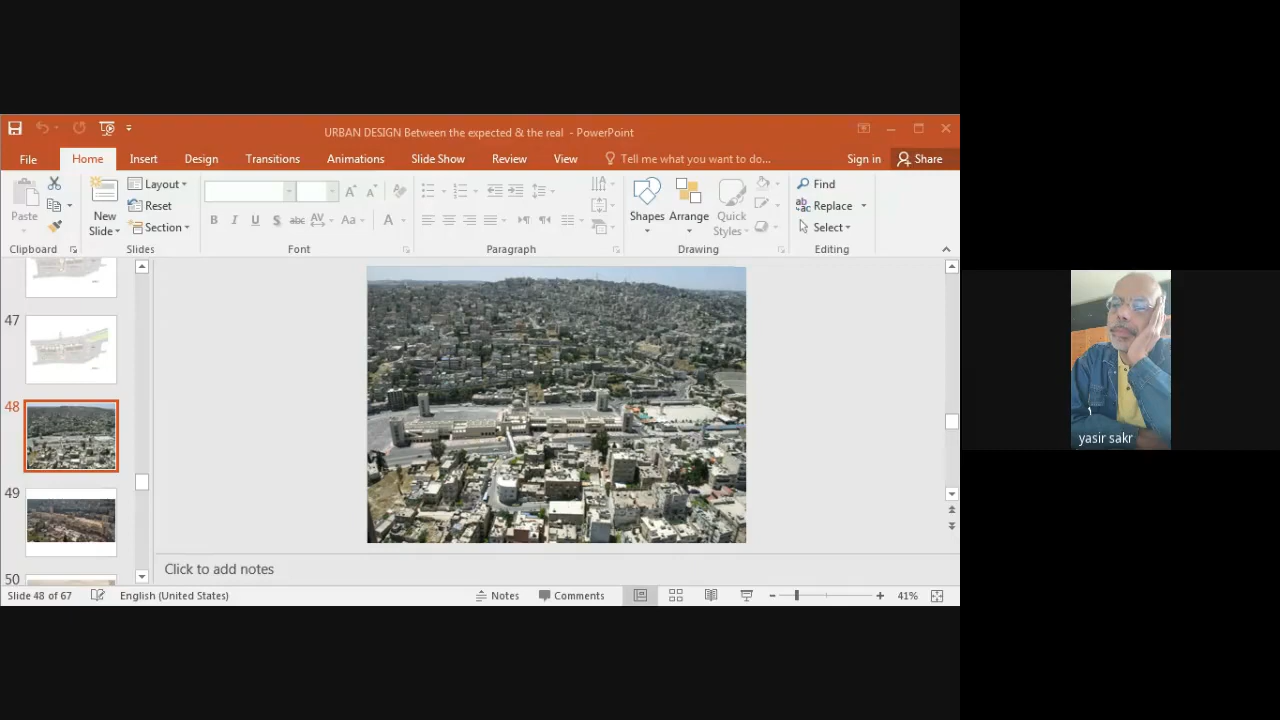 URBAN DESIGN Between the expected & the real - PowerPoint
File Home Insert Design Transitions Animations Slide Show Review View Tell me what you want to do... Sign in Share
Paste
Clipboard
New Slide
Layout
Reset
Section
Slides
B I U S abc AV Aa A
Font
Paragraph
Shapes Arrange Quick Styles
Drawing
Find
Replace
Select
Editing
47
48
49
50
Click to add notes
Slide 48 of 67 English (United States) Notes Comments 41%
yasir sakr